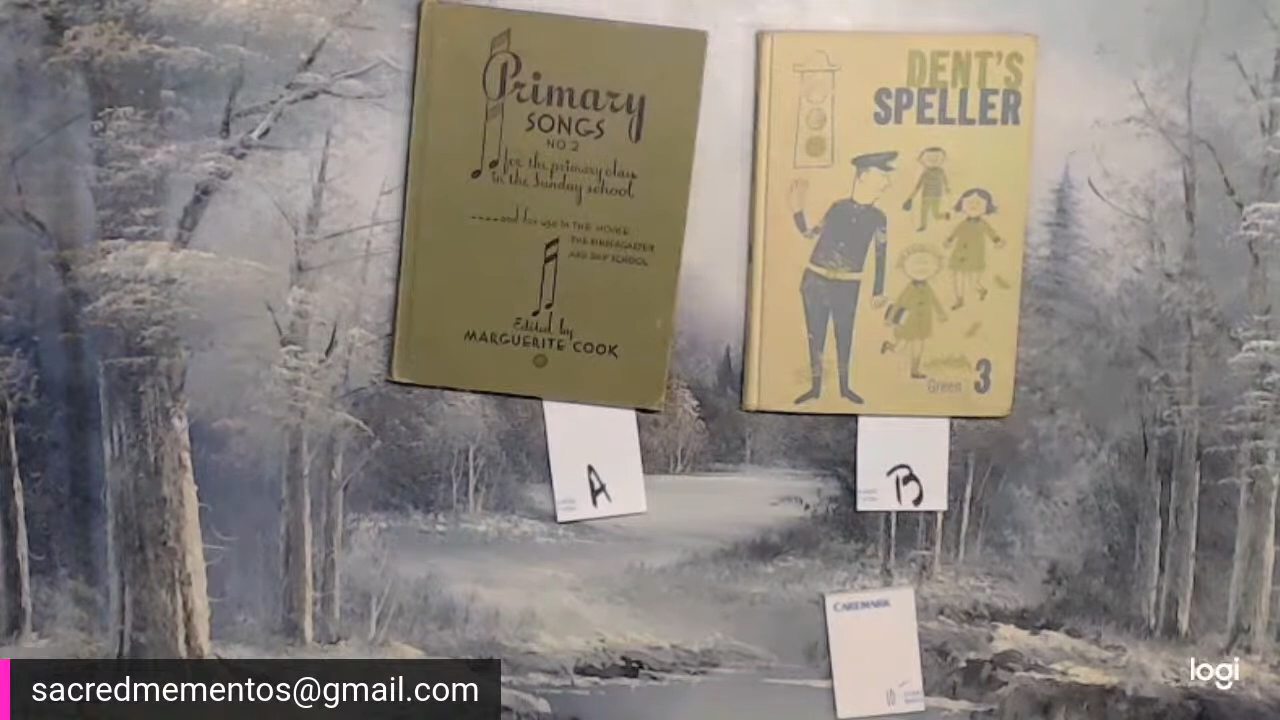 Primary
SONGS
NO 2
for the primary class
in the Sunday school
----and for use in THE HOME
THE KINDERGARTEN
AND DAY SCHOOL
Edited by
MARGUERITE COOK
DENT'S
SPELLER
Green 3
A
B
CAREMARK
sacredmementos@gmail.com
logi